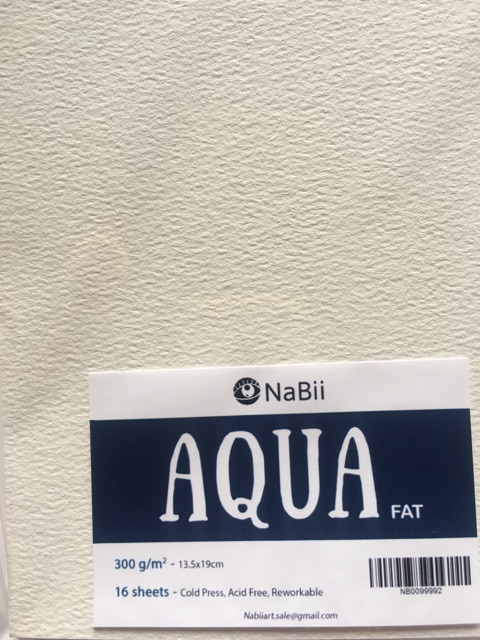 NaBii
AQUA FAT
300 g/m² - 13.5x19cm
16 sheets - Cold Press, Acid Free, Reworkable
NB0099992
Nabiiart.sale@gmail.com